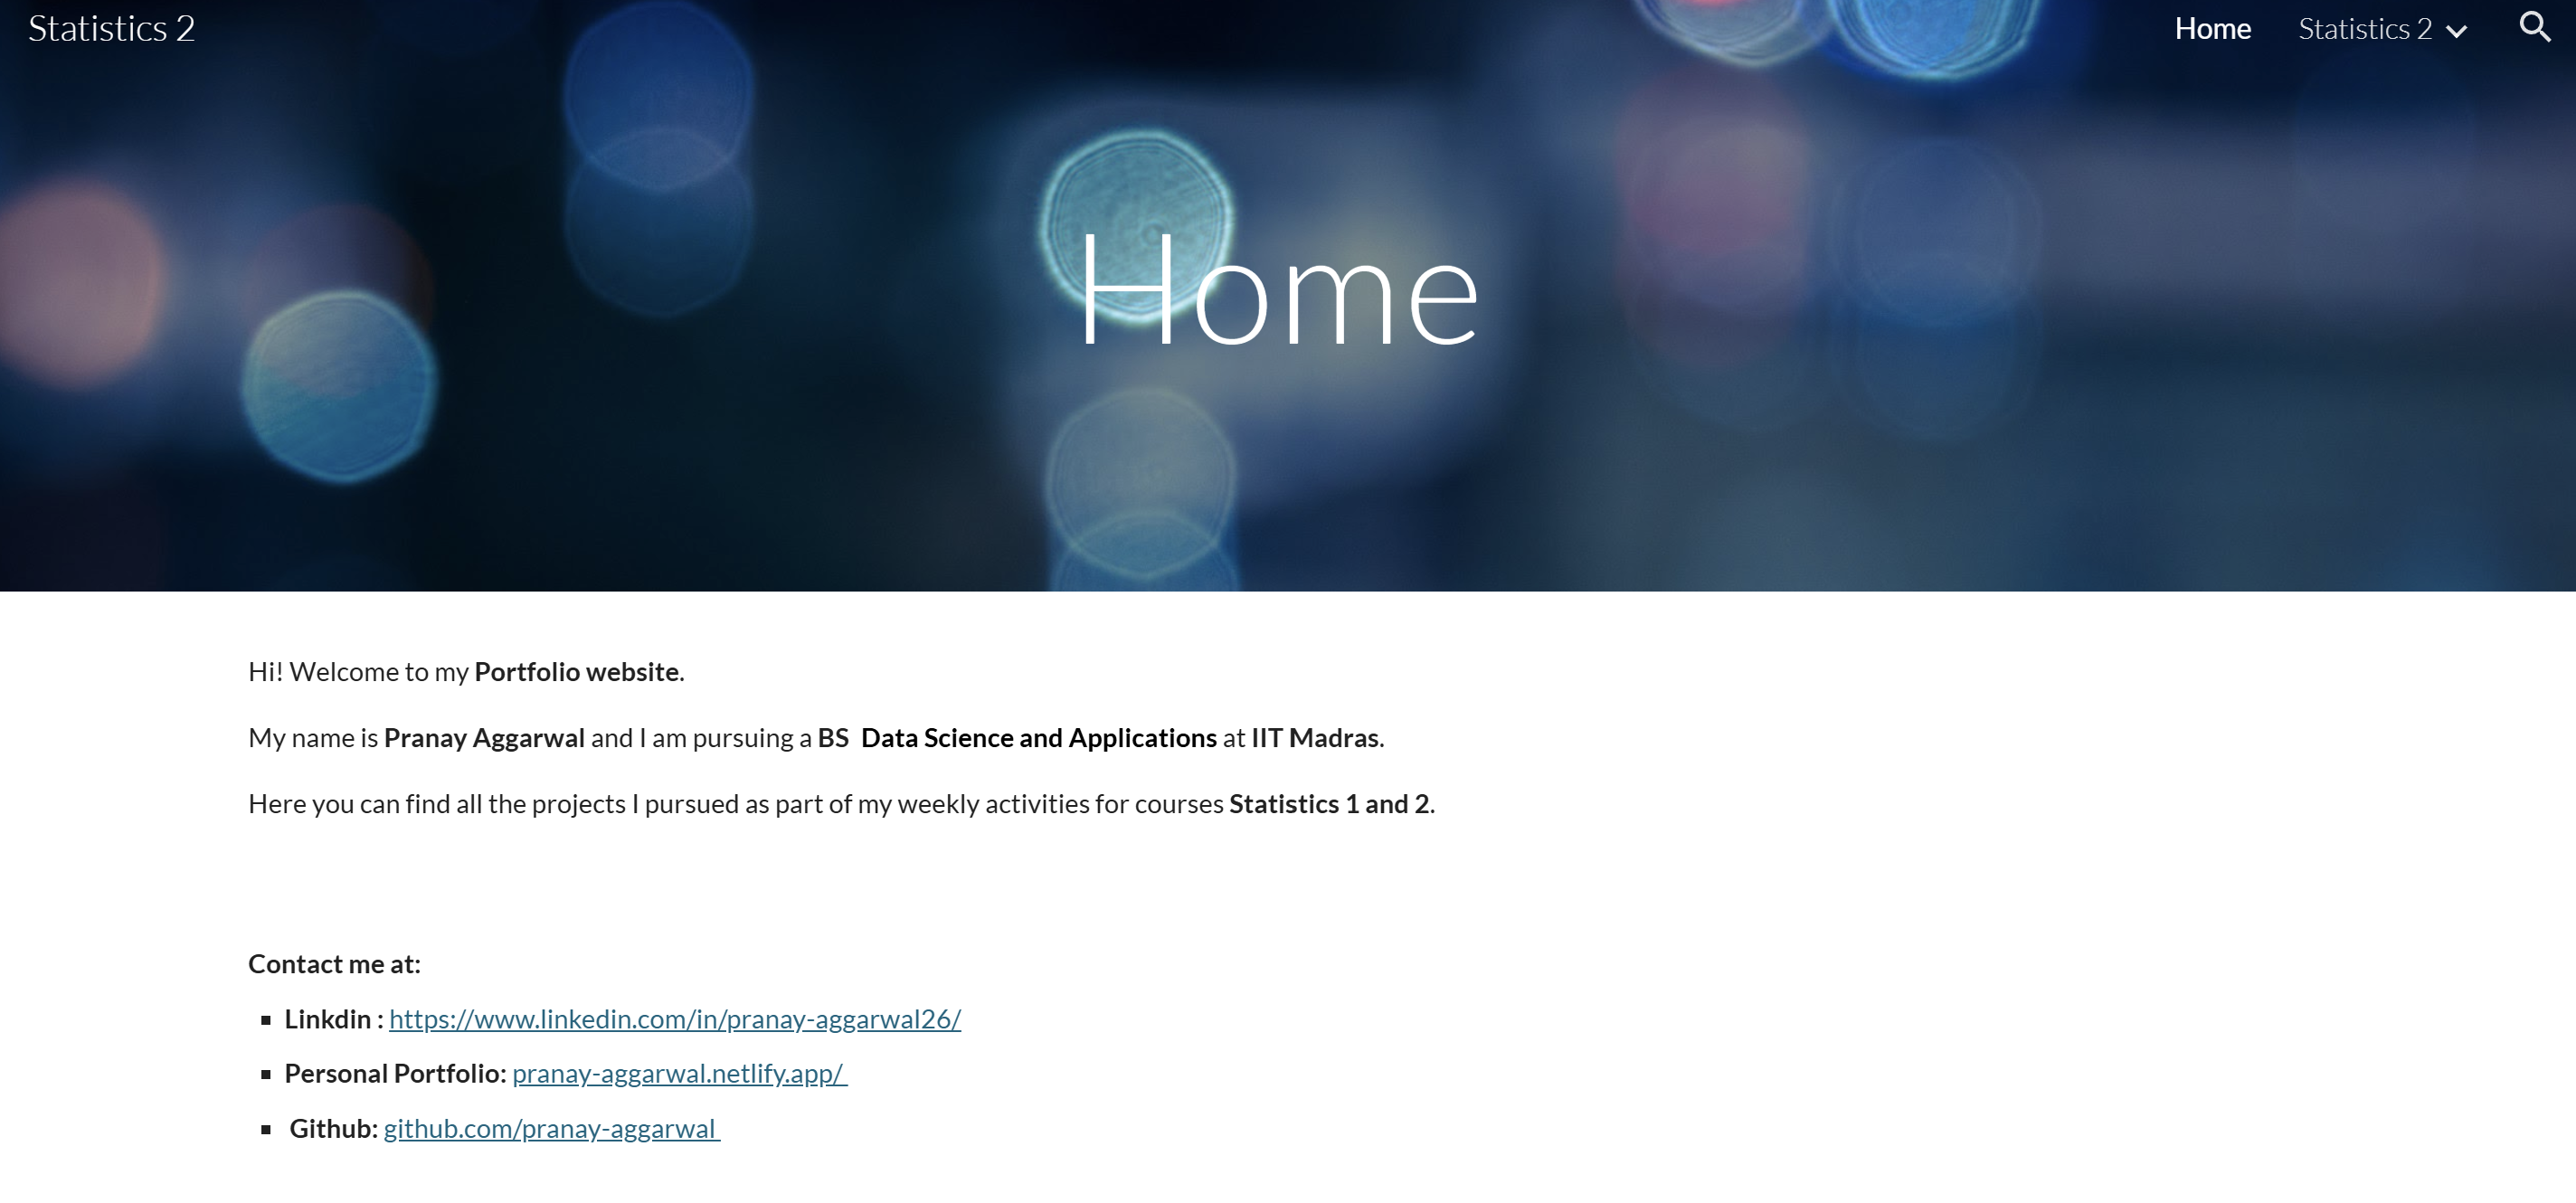 Statistics 2
Home Statistics 2
Home
Hi! Welcome to my Portfolio website.
My name is Pranay Aggarwal and I am pursuing a BS  Data Science and Applications at IIT Madras.
Here you can find all the projects I pursued as part of my weekly activities for courses Statistics 1 and 2.
Contact me at:
▪ Linkdin : https://www.linkedin.com/in/pranay-aggarwal26/
▪ Personal Portfolio: pranay-aggarwal.netlify.app/
▪ Github: github.com/pranay-aggarwal